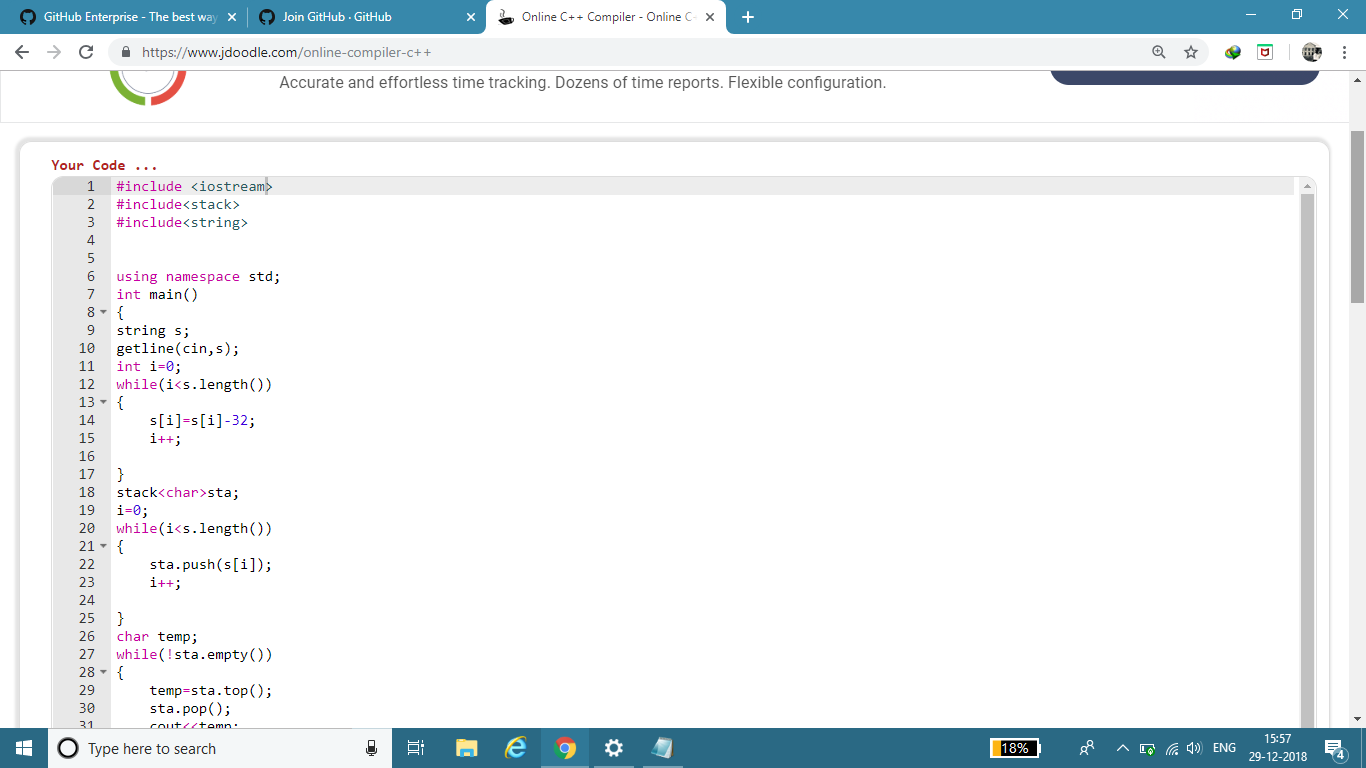 GitHub Enterprise - The best way
Join GitHub · GitHub
Online C++ Compiler - Online C
https://www.jdoodle.com/online-compiler-c++
Accurate and effortless time tracking. Dozens of time reports. Flexible configuration.
Your Code ...
1 #include <iostream>
2 #include<stack>
3 #include<string>
4
5
6 using namespace std;
7 int main()
8 {
9 string s;
10 getline(cin,s);
11 int i=0;
12 while(i<s.length())
13 {
14 s[i]=s[i]-32;
15 i++;
16
17 }
18 stack<char>sta;
19 i=0;
20 while(i<s.length())
21 {
22 sta.push(s[i]);
23 i++;
24
25 }
26 char temp;
27 while(!sta.empty())
28 {
29 temp=sta.top();
30 sta.pop();
31 cout<<temp;
Type here to search
18%
ENG
15:57
29-12-2018
4